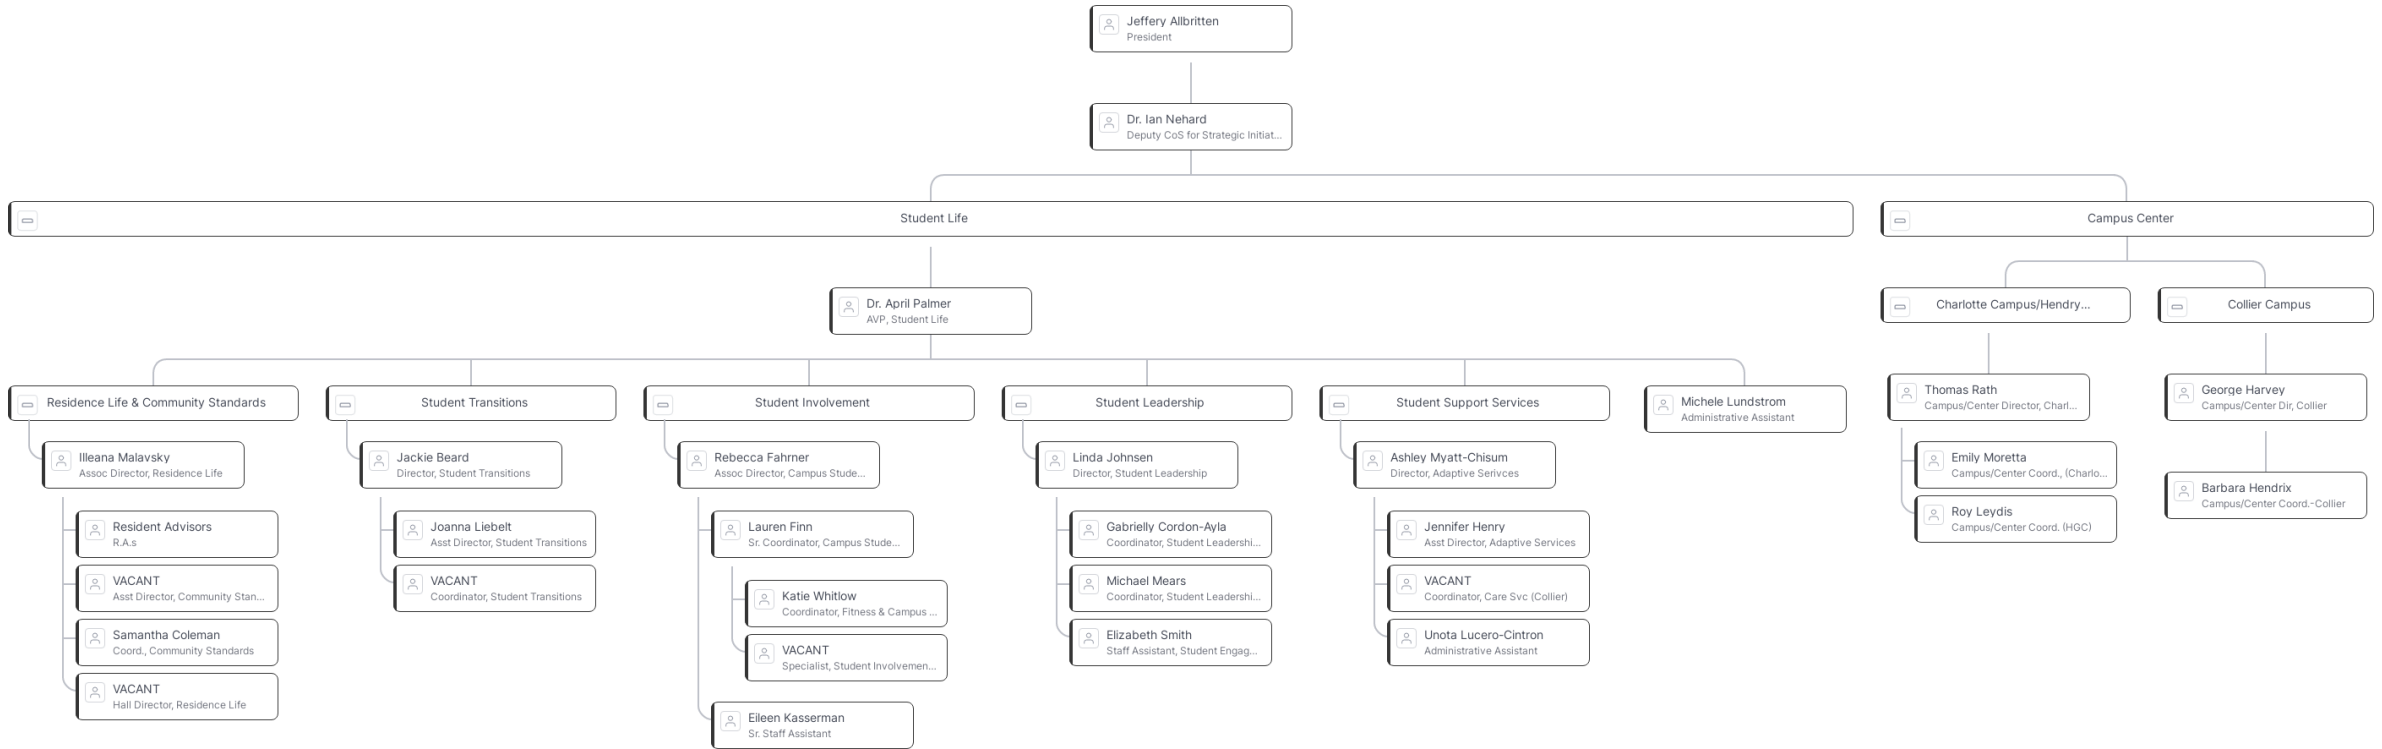 Jeffery Allbritten
President
Dr. Ian Nehard
Deputy CoS for Strategic Initiat...
Student Life
Campus Center
Dr. April Palmer
AVP, Student Life
Charlotte Campus/Hendry...
Collier Campus
Residence Life & Community Standards
Student Transitions
Student Involvement
Student Leadership
Student Support Services
Michele Lundstrom
Administrative Assistant
Thomas Rath
Campus/Center Director, Charl...
George Harvey
Campus/Center Dir, Collier
Illeana Malavsky
Assoc Director, Residence Life
Jackie Beard
Director, Student Transitions
Rebecca Fahrner
Assoc Director, Campus Stude...
Linda Johnsen
Director, Student Leadership
Ashley Myatt-Chisum
Director, Adaptive Serivces
Emily Moretta
Campus/Center Coord., (Charlo...
Roy Leydis
Campus/Center Coord. (HGC)
Barbara Hendrix
Campus/Center Coord.-Collier
Resident Advisors
R.A.s
VACANT
Asst Director, Community Stan...
Samantha Coleman
Coord., Community Standards
VACANT
Hall Director, Residence Life
Joanna Liebelt
Asst Director, Student Transitions
VACANT
Coordinator, Student Transitions
Lauren Finn
Sr. Coordinator, Campus Stude...
Katie Whitlow
Coordinator, Fitness & Campus ...
VACANT
Specialist, Student Involvemen...
Eileen Kasserman
Sr. Staff Assistant
Gabrielly Cordon-Ayla
Coordinator, Student Leadershi...
Michael Mears
Coordinator, Student Leadershi...
Elizabeth Smith
Staff Assistant, Student Engag...
Jennifer Henry
Asst Director, Adaptive Services
VACANT
Coordinator, Care Svc (Collier)
Unota Lucero-Cintron
Administrative Assistant